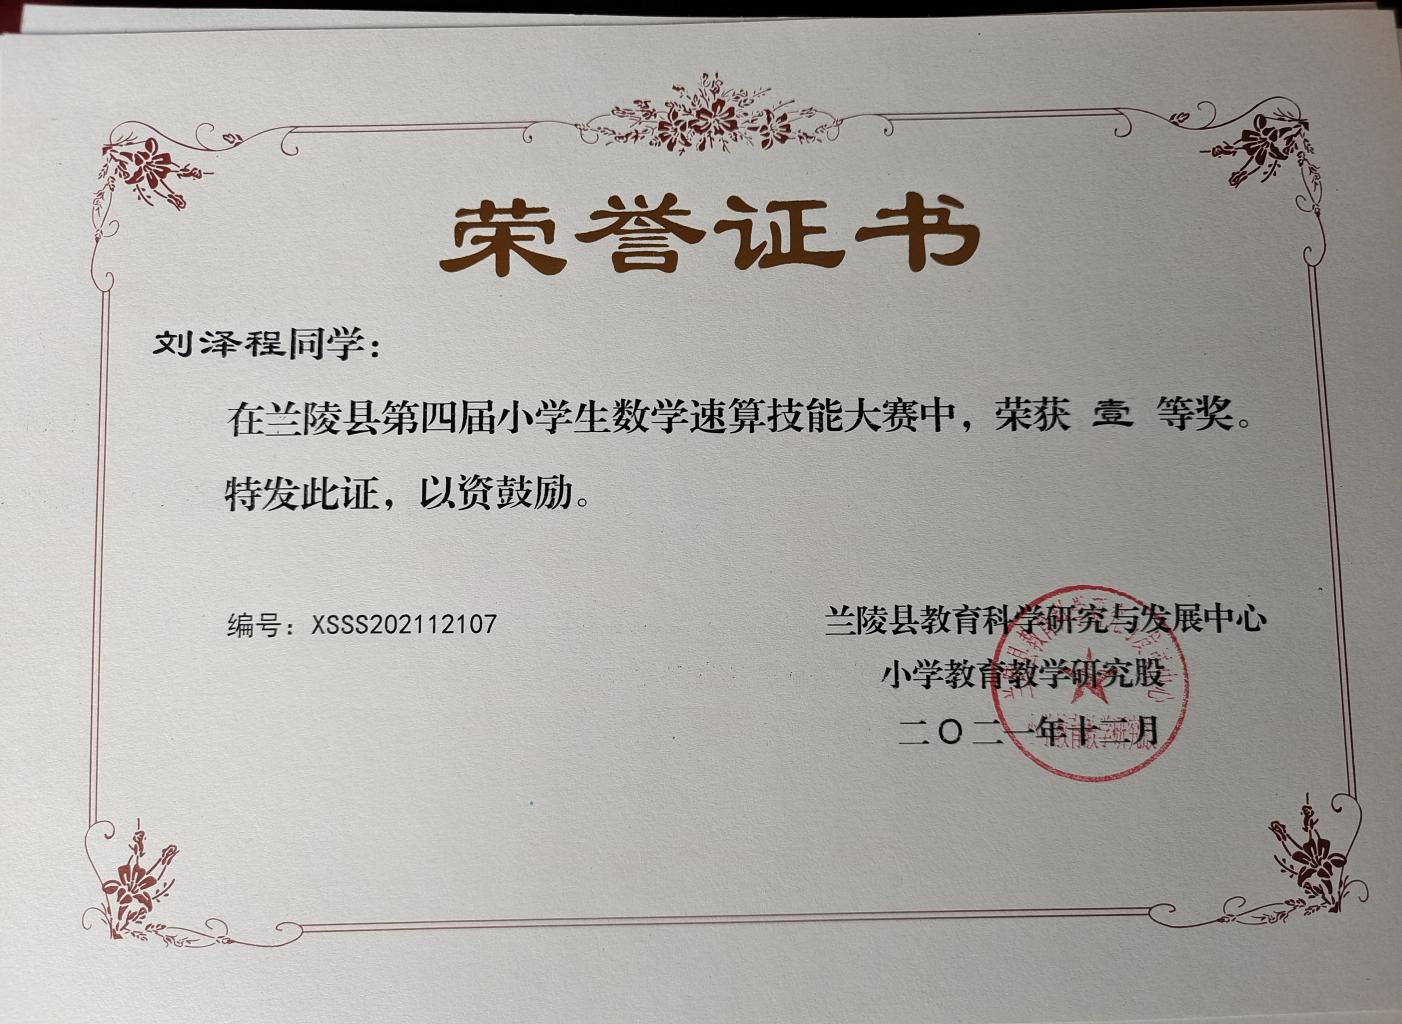 荣誉证书
刘泽程同学：
在兰陵县第四届小学生数学速算技能大赛中，荣获 壹 等奖。
特发此证，以资鼓励。
编号：XSSS202112107
兰陵县教育科学研究与发展中心
小学教育教学研究股
二〇二一年十二月